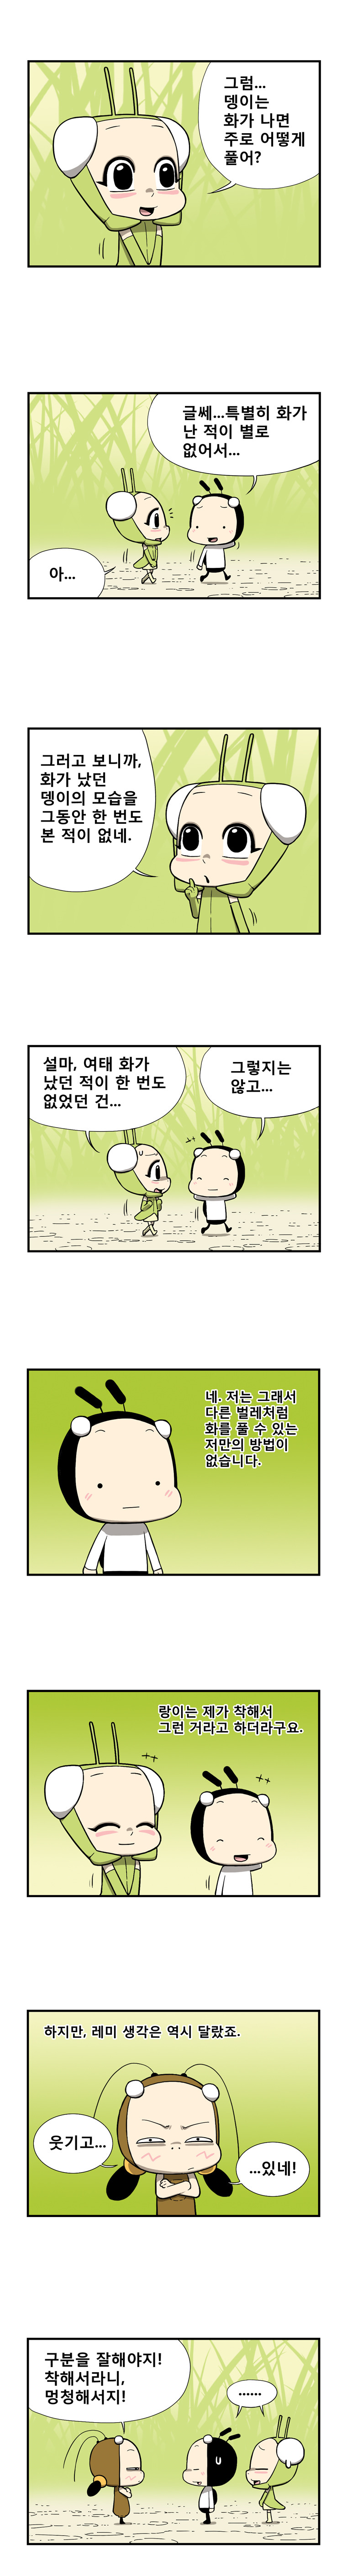 그럼...
뎅이는
화가 나면
주로 어떻게
풀어?
글쎄...특별히 화가
난 적이 별로
없어서...
아...
그러고 보니까,
화가 났던
뎅이의 모습을
그동안 한 번도
본 적이 없네.
설마, 여태 화가
났던 적이 한 번도
없었던 건...
그렇지는
않고...
네. 저는 그래서
다른 벌레처럼
화를 풀 수 있는
저만의 방법이
없습니다.
랑이는 제가 착해서
그런 거라고 하더라구요.
하지만, 레미 생각은 역시 달랐죠.
웃기고...
...있네!
구분을 잘해야지!
착해서라니,
멍청해서지!
......